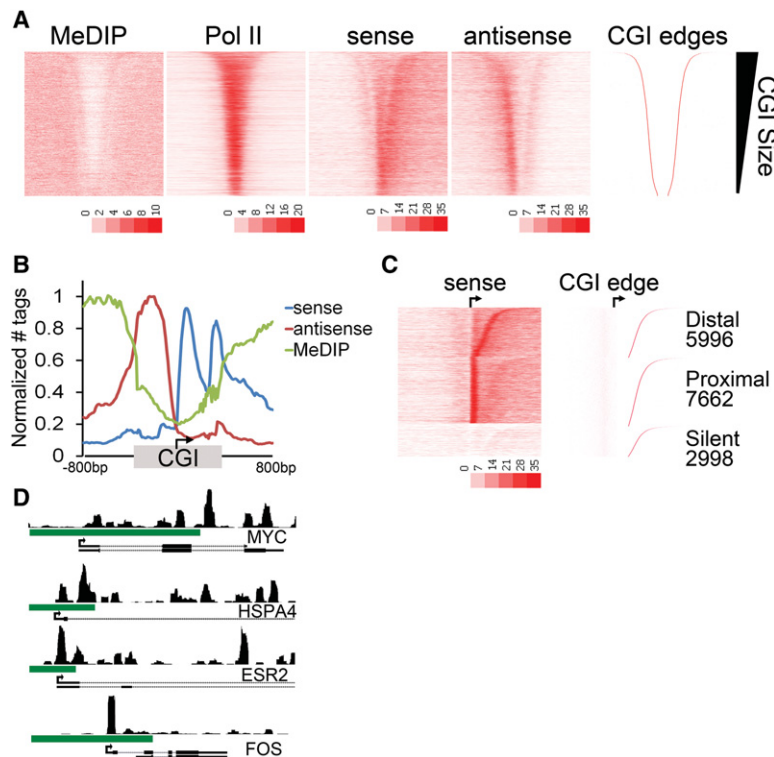 A
MeDIP
Pol II
sense
antisense
CGI edges
CGI Size
0 2 4 6 8 10
0 4 8 12 16 20
0 7 14 21 28 35
0 7 14 21 28 35
B
Normalized # tags
1
0.8
0.6
0.4
0.2
0
sense
antisense
MeDIP
CGI
-800bp
800bp
C
sense
CGI edge
Distal
5996
Proximal
7662
Silent
2998
0 7 14 21 28 35
D
MYC
HSPA4
ESR2
FOS